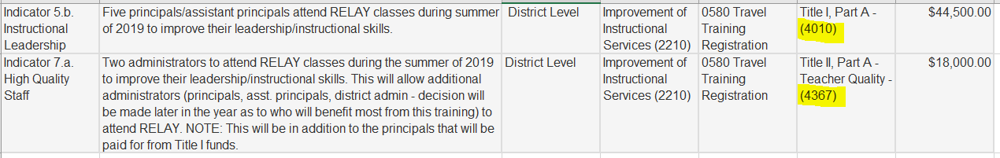 Indicator 5.b.
Instructional
Leadership
Five principals/assistant principals attend RELAY classes during summer
of 2019 to improve their leadership/instructional skills.
District Level
Improvement of
Instructional
Services (2210)
0580 Travel
Training
Registration
Title I, Part A -
(4010)
$44,500.00
Indicator 7.a.
High Quality
Staff
Two administrators to attend RELAY classes during the summer of 2019
to improve their leadership/instructional skills. This will allow additional
administrators (principals, asst. principals, district admin - decision will
be made later in the year as to who will benefit most from this training) to
attend RELAY. NOTE: This will be in addition to the principals that will be
paid for from Title I funds.
District Level
Improvement of
Instructional
Services (2210)
0580 Travel
Training
Registration
Title II, Part A -
Teacher Quality -
(4367)
$18,000.00